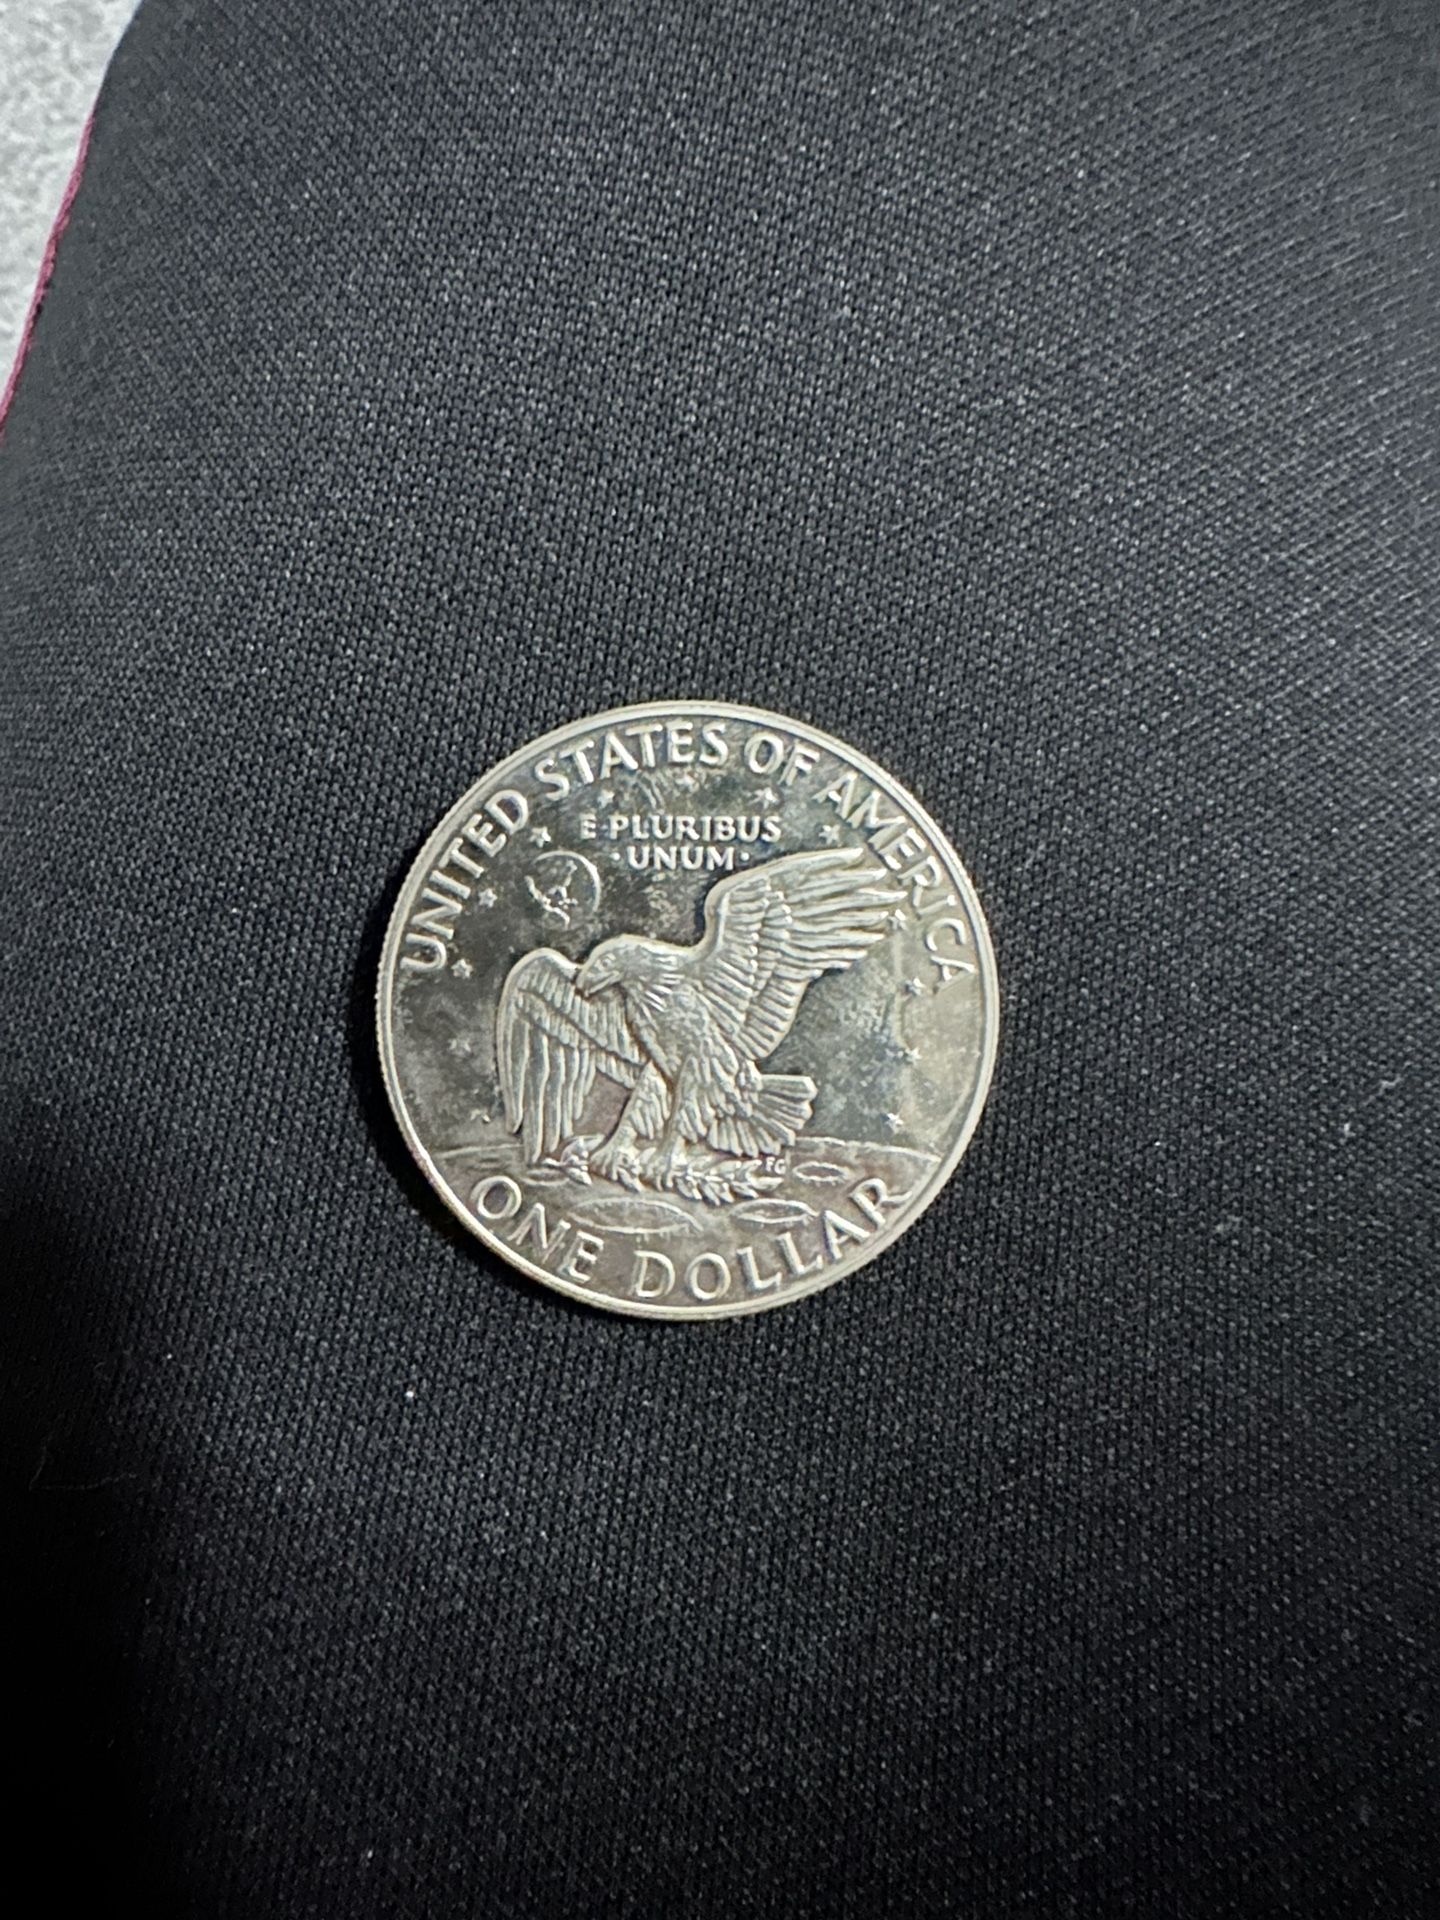 UNITED STATES OF AMERICA
E·PLURIBUS
·UNUM·
FG
ONE DOLLAR